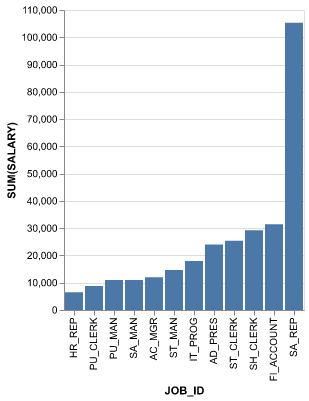 110,000
100,000
90,000
80,000
70,000
60,000
50,000
40,000
30,000
20,000
10,000
0
SUM(SALARY)
HR_REP
PU_CLERK
PU_MAN
SA_MAN
AC_MGR
ST_MAN
IT_PROG
AD_PRES
ST_CLERK
SH_CLERK
FI_ACCOUNT
SA_REP
JOB_ID